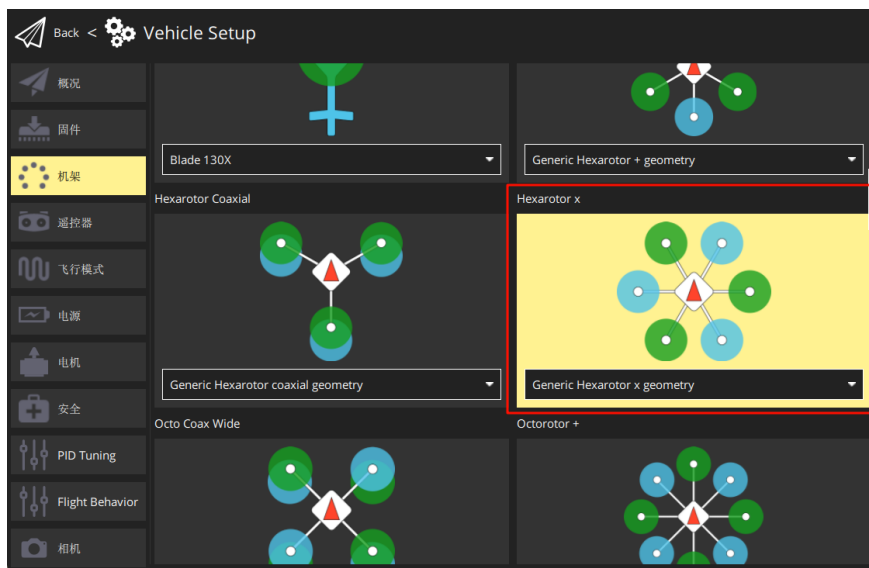 Back < Vehicle Setup
概况
固件
机架
遥控器
飞行模式
电源
电机
安全
PID Tuning
Flight Behavior
相机
Blade 130X
Generic Hexarotor + geometry
Hexarotor Coaxial
Hexarotor x
Generic Hexarotor coaxial geometry
Generic Hexarotor x geometry
Octo Coax Wide
Octorotor +